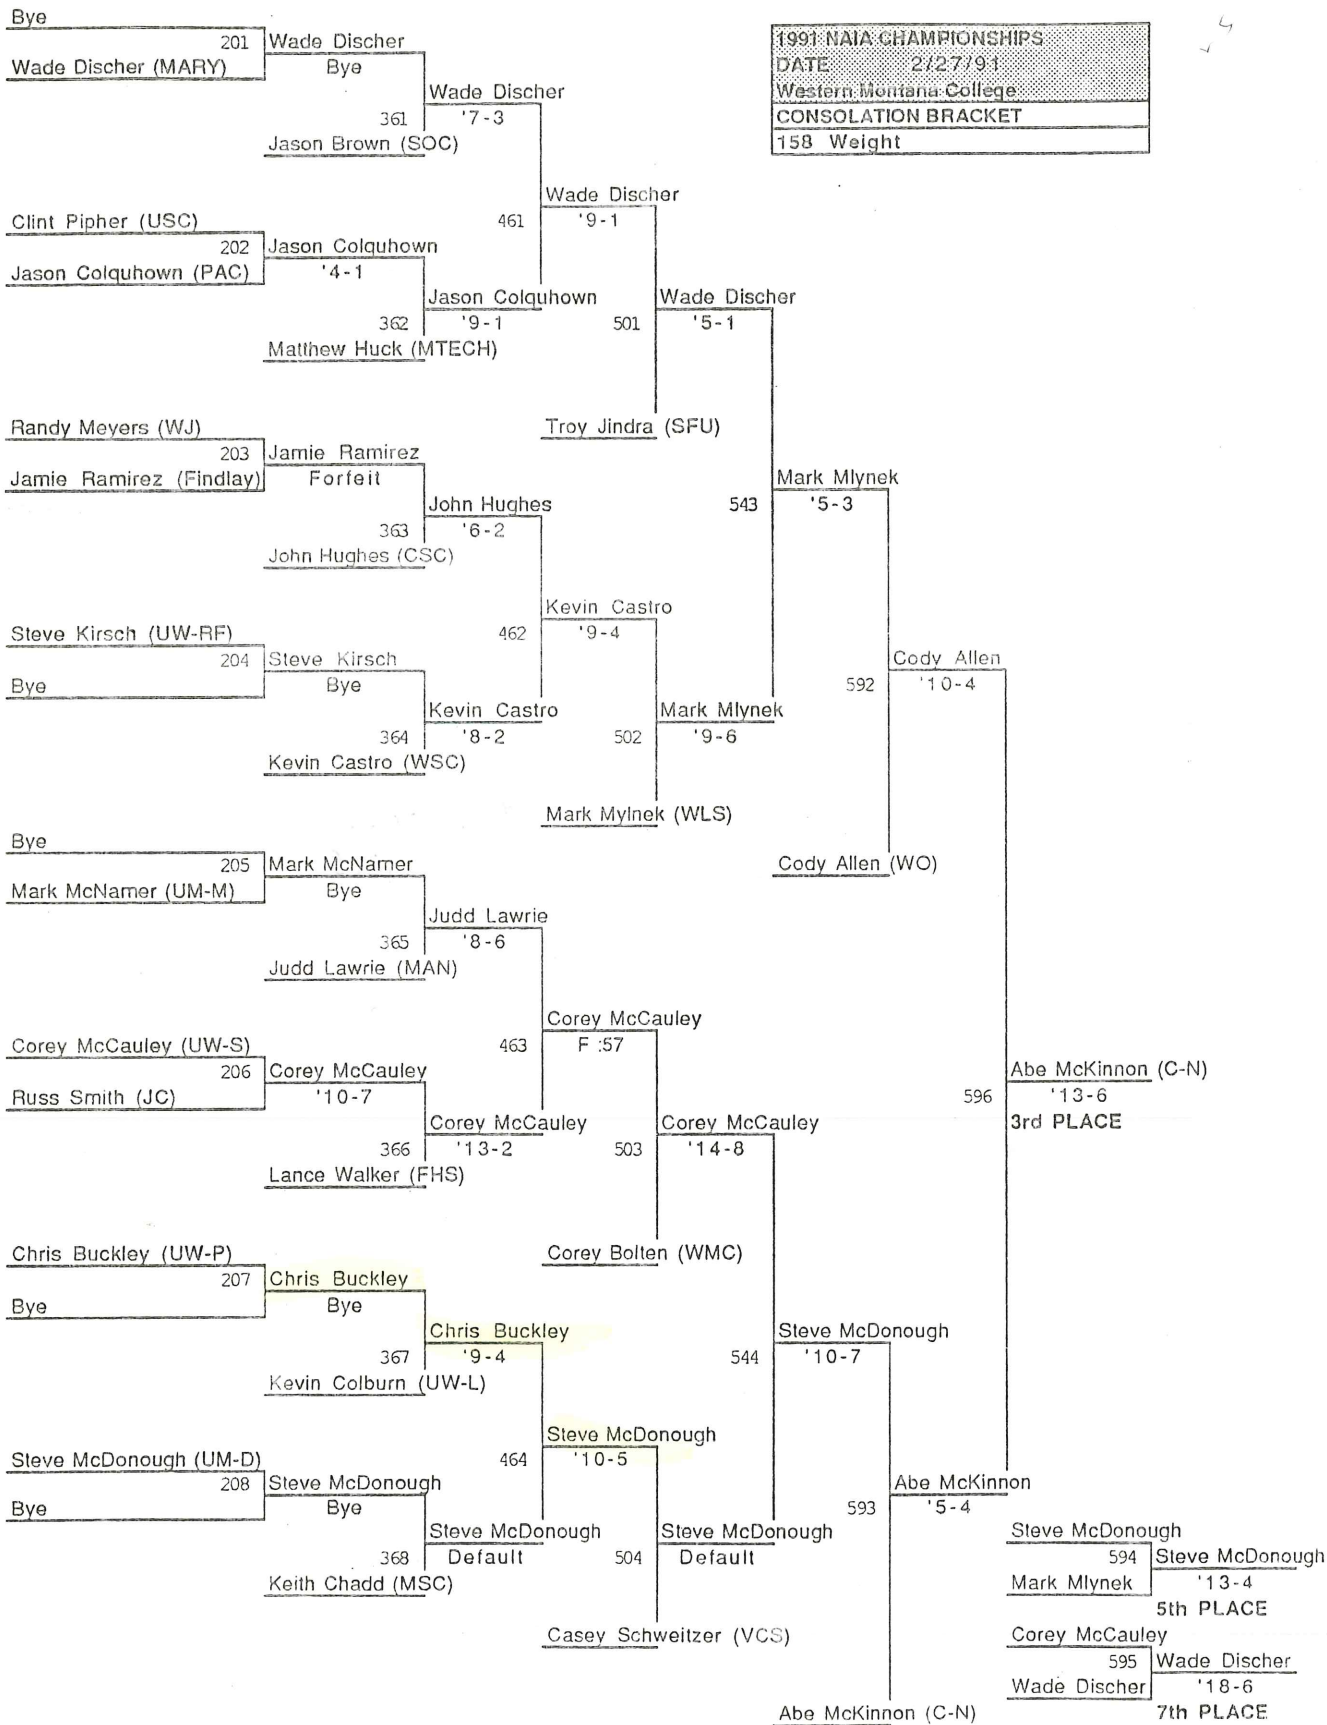 Bye
201 Wade Discher
Wade Discher (MARY) Bye
Wade Discher
361 '7-3
Jason Brown (SOC)
1991 NAIA CHAMPIONSHIPS
DATE 2/27/91
Western Montana College
CONSOLATION BRACKET
158 Weight
4
Wade Discher
461 '9-1
Clint Pipher (USC)
202 Jason Colquhown
Jason Colquhown (PAC) '4-1
Jason Colquhown
362 '9-1
Matthew Huck (MTECH)
Wade Discher
501 '5-1
Troy Jindra (SFU)
Randy Meyers (WJ)
203 Jamie Ramirez
Jamie Ramirez (Findlay) Forfeit
John Hughes
363 '6-2
John Hughes (CSC)
Mark Mlynek
543 '5-3
Kevin Castro
462 '9-4
Steve Kirsch (UW-RF)
204 Steve Kirsch
Bye Bye
Kevin Castro
364 '8-2
Kevin Castro (WSC)
Mark Mlynek
502 '9-6
Mark Mylnek (WLS)
Cody Allen
592 '10-4
Cody Allen (WO)
Bye
205 Mark McNamer
Mark McNamer (UM-M) Bye
Judd Lawrie
365 '8-6
Judd Lawrie (MAN)
Corey McCauley
463 F :57
Corey McCauley (UW-S)
206 Corey McCauley
Russ Smith (JC) '10-7
Corey McCauley
366 '13-2
Lance Walker (FHS)
Corey McCauley
503 '14-8
Corey Bolten (WMC)
Abe McKinnon (C-N)
596 '13-6
3rd PLACE
Chris Buckley (UW-P)
207 Chris Buckley
Bye Bye
Chris Buckley
367 '9-4
Kevin Colburn (UW-L)
Steve McDonough
544 '10-7
Steve McDonough
464 '10-5
Steve McDonough (UM-D)
208 Steve McDonough
Bye Bye
Steve McDonough
368 Default
Keith Chadd (MSC)
Steve McDonough
504 Default
Casey Schweitzer (VCS)
Abe McKinnon
593 '5-4
Abe McKinnon (C-N)
Steve McDonough
594 Steve McDonough
Mark Mlynek '13-4
5th PLACE
Corey McCauley
595 Wade Discher
Wade Discher '18-6
7th PLACE